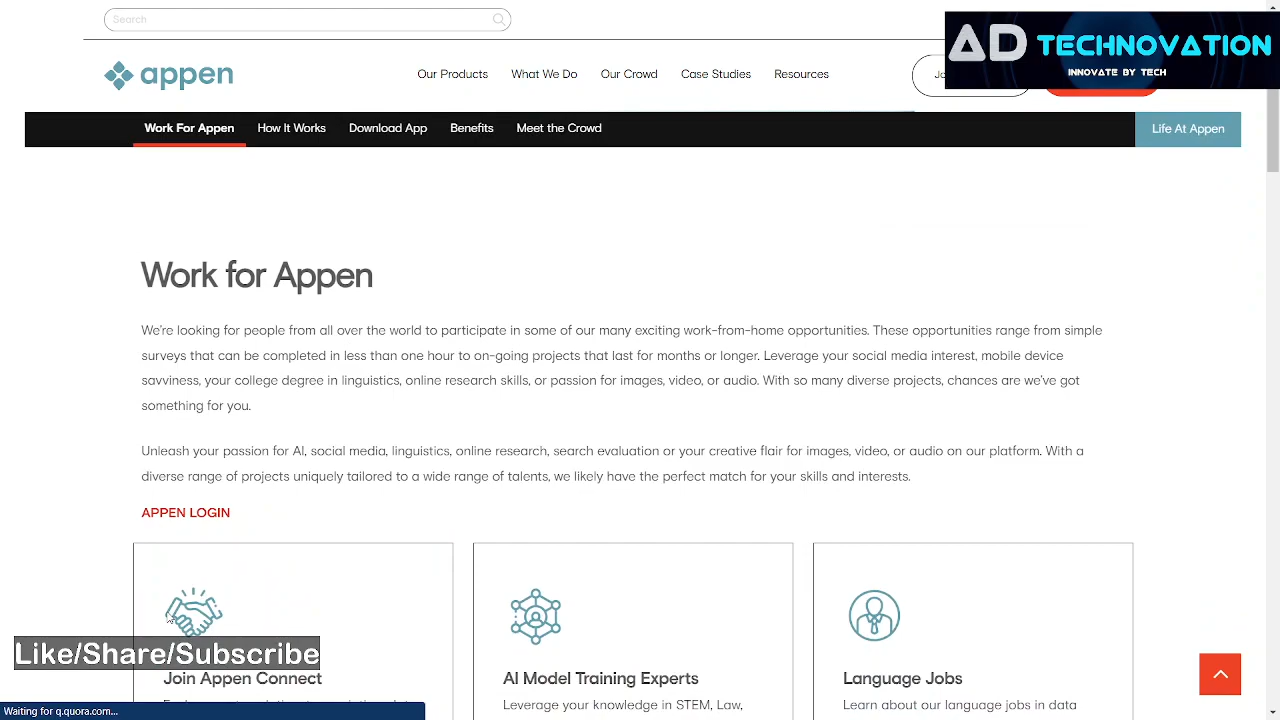 Search
AD TECHNOVATION
INNOVATE BY TECH
appen
Our Products
What We Do
Our Crowd
Case Studies
Resources
Work For Appen
How It Works
Download App
Benefits
Meet the Crowd
Life At Appen
Work for Appen
We're looking for people from all over the world to participate in some of our many exciting work-from-home opportunities. These opportunities range from simple
surveys that can be completed in less than one hour to on-going projects that last for months or longer. Leverage your social media interest, mobile device
savviness, your college degree in linguistics, online research skills, or passion for images, video, or audio. With so many diverse projects, chances are we've got
something for you.
Unleash your passion for AI, social media, linguistics, online research, search evaluation or your creative flair for images, video, or audio on our platform. With a
diverse range of projects uniquely tailored to a wide range of talents, we likely have the perfect match for your skills and interests.
APPEN LOGIN
Like/Share/Subscribe
Join Appen Connect
AI Model Training Experts
Language Jobs
Leverage your knowledge in STEM, Law,
Learn about our language jobs in data
Waiting for q.quora.com...